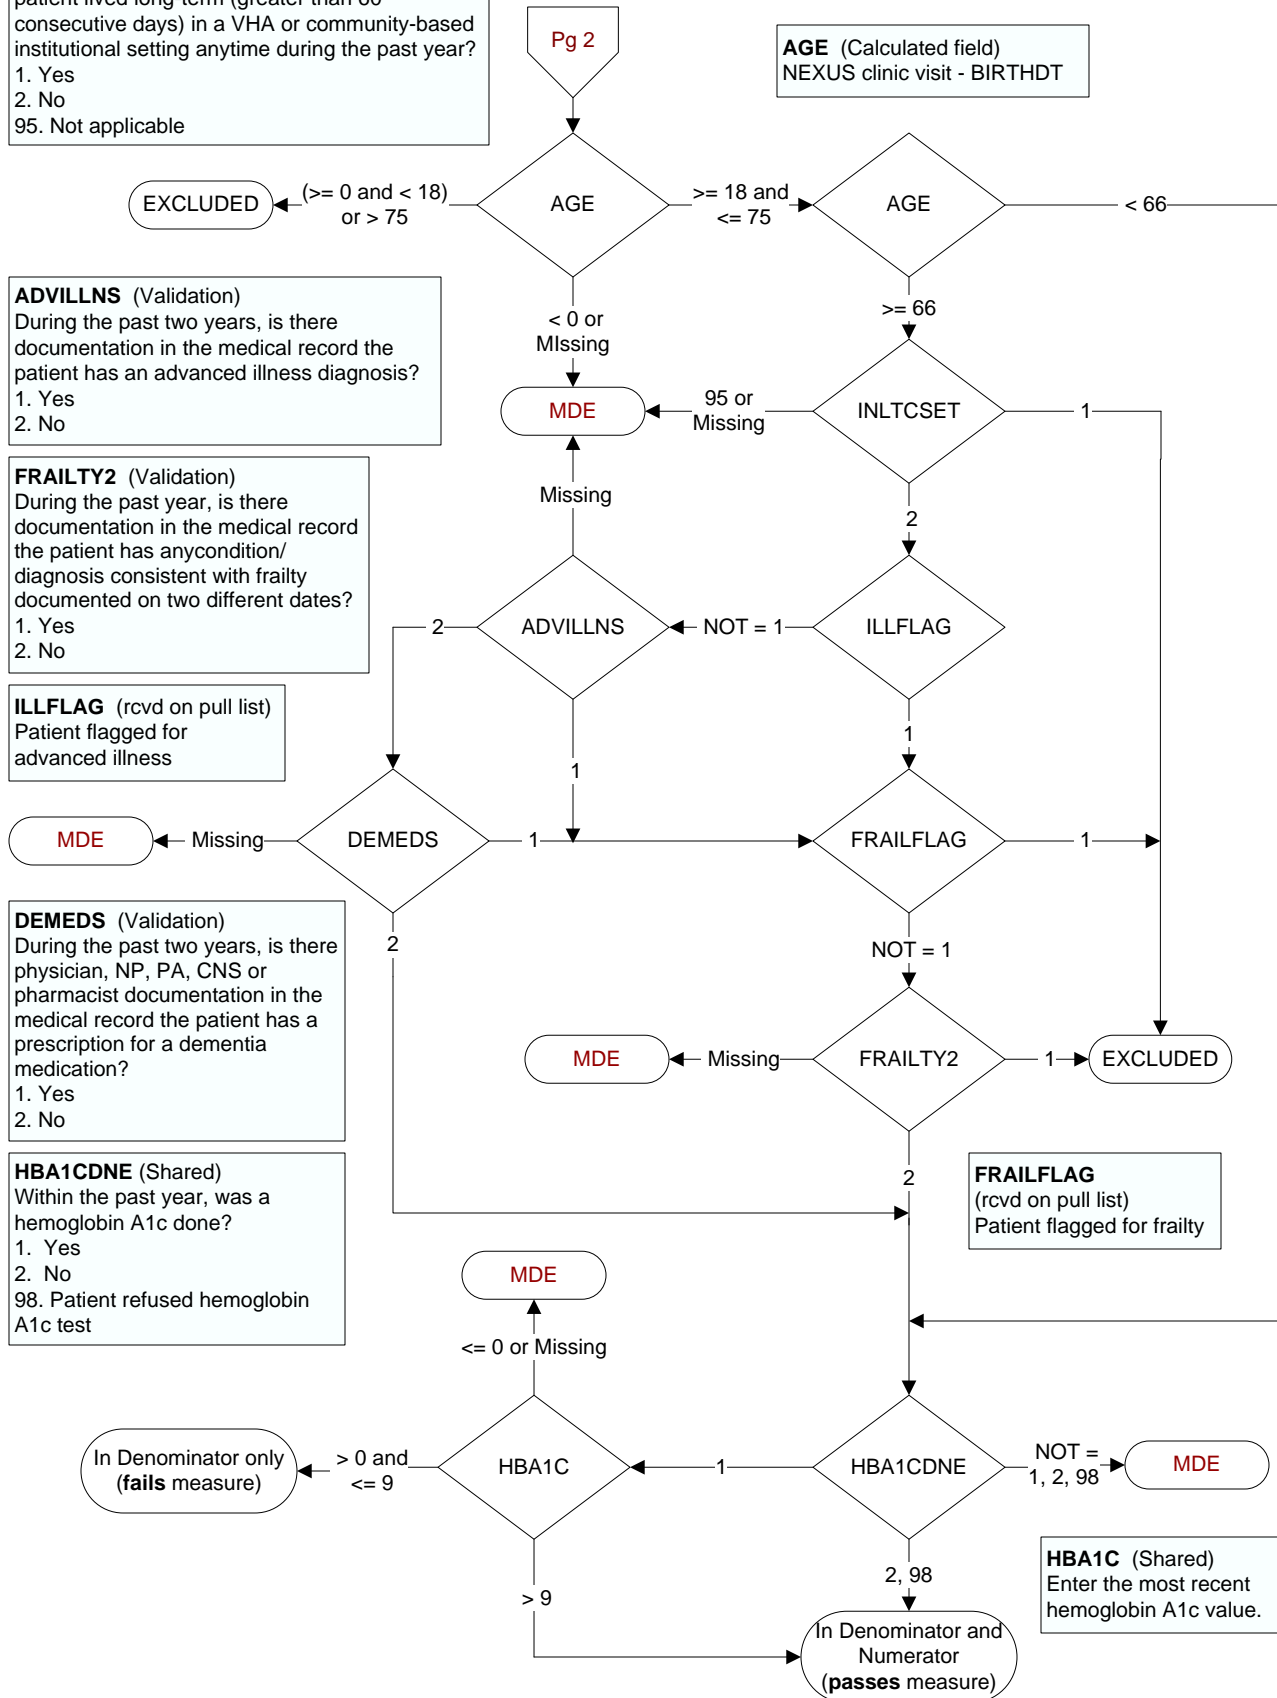 patient lived long-term (greater than 60
consecutive days) in a VHA or community-based
institutional setting anytime during the past year?
1. Yes
2. No
95. Not applicable
Pg 2
AGE (Calculated field)
NEXUS clinic visit - BIRTHDT
EXCLUDED
(>= 0 and < 18)
or > 75
AGE
>= 18 and
<= 75
AGE
< 66
< 0 or
MIssing
>= 66
ADVILLNS (Validation)
During the past two years, is there
documentation in the medical record the
patient has an advanced illness diagnosis?
1. Yes
2. No
MDE
95 or
Missing
INLTCSET
1
Missing
2
FRAILTY2 (Validation)
During the past year, is there
documentation in the medical record
the patient has anycondition/
diagnosis consistent with frailty
documented on two different dates?
1. Yes
2. No
2
ADVILLNS
NOT = 1
ILLFLAG
ILLFLAG (rcvd on pull list)
Patient flagged for
advanced illness
1
1
MDE
Missing
DEMEDS
1
FRAILFLAG
1
DEMEDS (Validation)
During the past two years, is there
physician, NP, PA, CNS or
pharmacist documentation in the
medical record the patient has a
prescription for a dementia
medication?
1. Yes
2. No
2
NOT = 1
MDE
Missing
FRAILTY2
1
EXCLUDED
2
FRAILFLAG
(rcvd on pull list)
Patient flagged for frailty
HBA1CDNE (Shared)
Within the past year, was a
hemoglobin A1c done?
1. Yes
2. No
98. Patient refused hemoglobin
A1c test
MDE
<= 0 or Missing
In Denominator only
(fails measure)
> 0 and
<= 9
HBA1C
1
HBA1CDNE
NOT =
1, 2, 98
MDE
> 9
2, 98
HBA1C (Shared)
Enter the most recent
hemoglobin A1c value.
In Denominator and
Numerator
(passes measure)